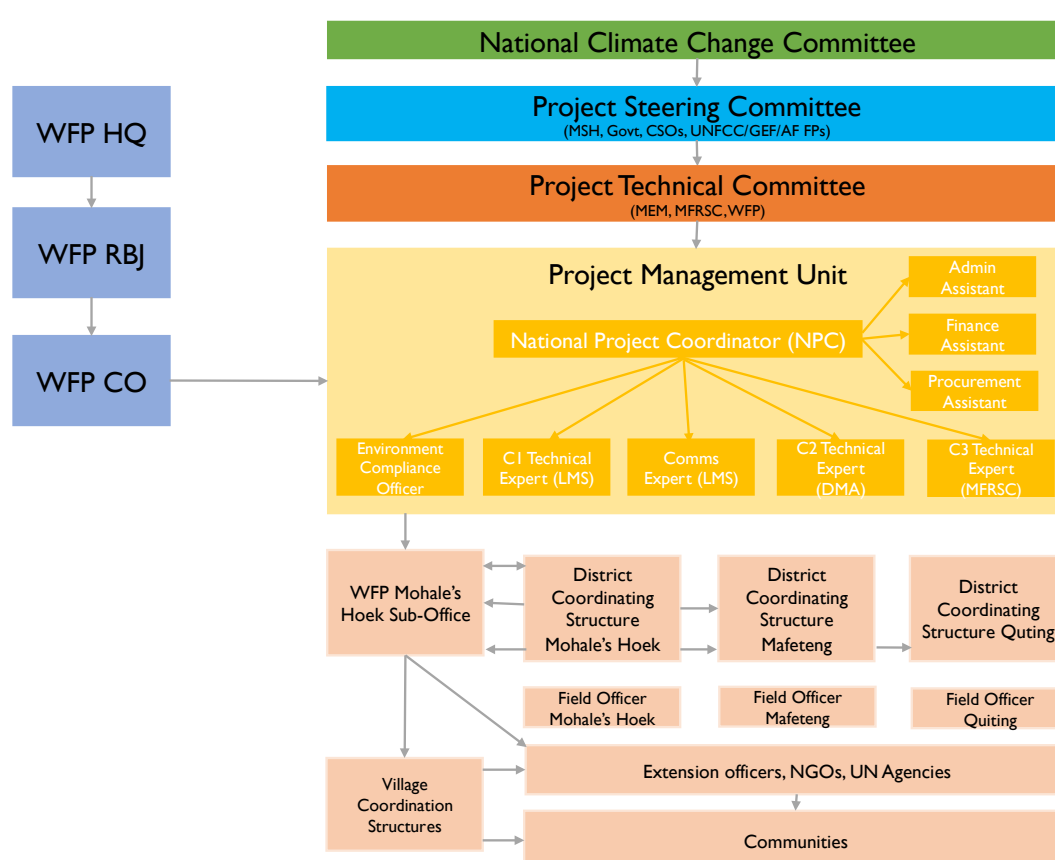 National Climate Change Committee
WFP HQ
Project Steering Committee
(MSH, Govt, CSOs, UNFCC/GEF/AF FPs)
Project Technical Committee
(MEM, MFRSC, WFP)
WFP RBJ
WFP CO
Project Management Unit
Admin
Assistant
National Project Coordinator (NPC)
Finance
Assistant
Procurement
Assistant
Environment
Compliance
Officer
C1 Technical
Expert (LMS)
Comms
Expert (LMS)
C2 Technical
Expert
(DMA)
C3 Technical
Expert
(MFRSC)
WFP Mohale's
Hoek Sub-Office
District
Coordinating
Structure
Mohale's Hoek
District
Coordinating
Structure
Mafeteng
District
Coordinating
Structure Quting
Field Officer
Mohale's Hoek
Field Officer
Mafeteng
Field Officer
Quiting
Village
Coordination
Structures
Extension officers, NGOs, UN Agencies
Communities